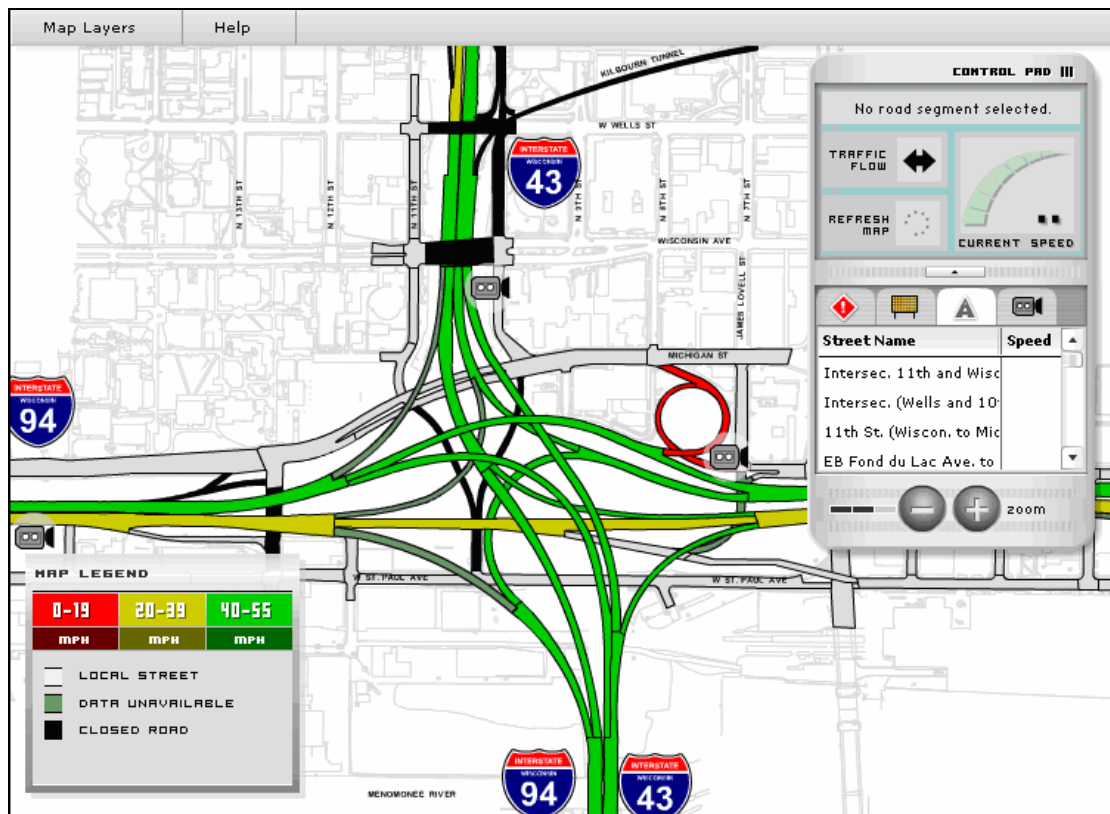 Map Layers
Help
CONTROL PAD III
No road segment selected.
TRAFFIC
FLOW
REFRESH
MAP
CURRENT SPEED
Street Name
Speed
Intersec. 11th and Wisc
Intersec. (Wells and 10
11th St. (Wiscon. to Mic
EB Fond du Lac Ave. to
zoom
KILBOURN TUNNEL
W WELLS ST
INTERSTATE
WISCONSIN
43
N 13TH ST
N 12TH ST
N 11TH ST
N 9TH ST
N 8TH ST
N 7TH ST
WISCONSIN AVE
JAMES LOVELL ST
MICHIGAN ST
INTERSTATE
WISCONSIN
94
W ST. PAUL AVE
W ST. PAUL AVE
MAP LEGEND
0-19
20-39
40-55
MPH
MPH
MPH
LOCAL STREET
DATA UNAVAILABLE
CLOSED ROAD
MENOMONEE RIVER
INTERSTATE
WISCONSIN
94
INTERSTATE
WISCONSIN
43